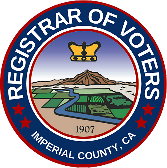 REGISTRAR OF VOTERS
1907
IMPERIAL COUNTY, CA